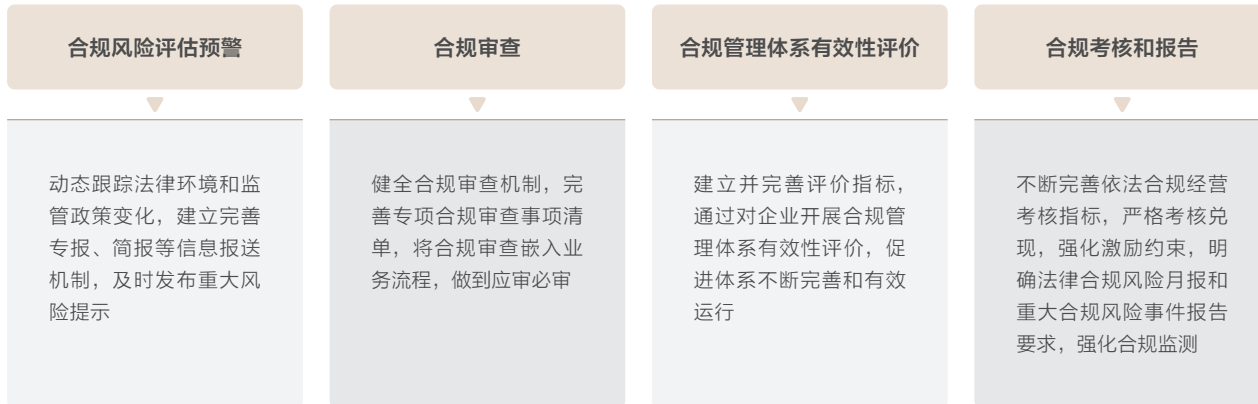 合规风险评估预警
动态跟踪法律环境和监
管政策变化，建立完善
专报、简报等信息报送
机制，及时发布重大风
险提示
合规审查
健全合规审查机制，完
善专项合规审查事项清
单，将合规审查嵌入业
务流程，做到应审必审
合规管理体系有效性评价
建立并完善评价指标，
通过对企业开展合规管
理体系有效性评价，促
进体系不断完善和有效
运行
合规考核和报告
不断完善依法合规经营
考核指标，严格考核兑
现，强化激励约束，明
确法律合规风险月报和
重大合规风险事件报告
要求，强化合规监测